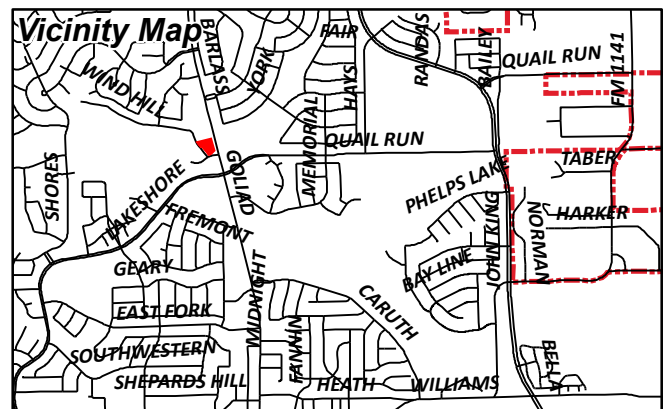 Vicinity Map
BARLASS
YORK
FAIR
HAYS
RANDAS
BAILEY
QUAIL RUN
FM 1141
WIND HILL
MEMORIAL
QUAIL RUN
SHORES
LAKESHORE
GOLIAD
PHELPS LAKE
TABER
FREMONT
NORMAN
HARKER
GEARY
MIDNIGHT
BAY LINE
JOHN KING
EAST FORK
CARUTH
FANNIN
SOUTHWESTERN
BELLA
SHEPARDS HILL
HEATH
WILLIAMS